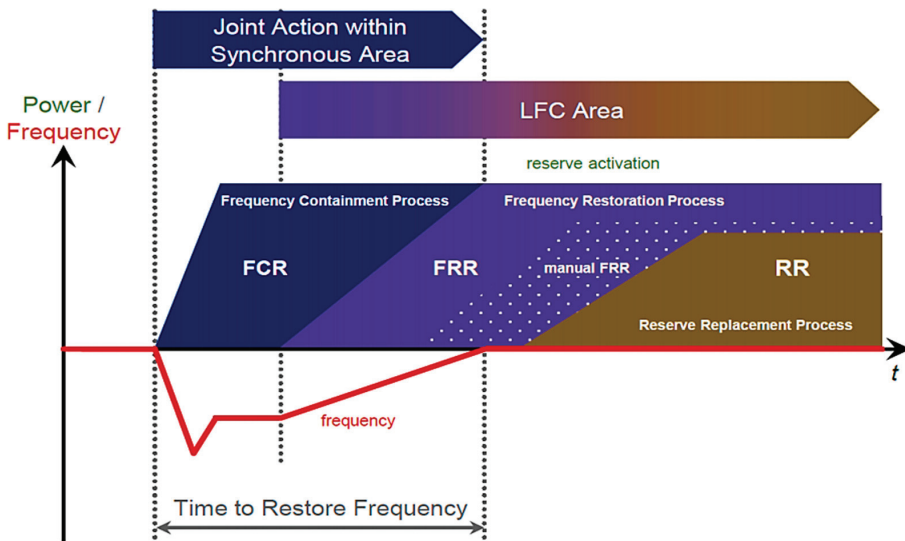 Joint Action within
Synchronous Area
Power /
Frequency
LFC Area
reserve activation
Frequency Containment Process
Frequency Restoration Process
FCR
FRR
manual FRR
RR
Reserve Replacement Process
t
frequency
Time to Restore Frequency